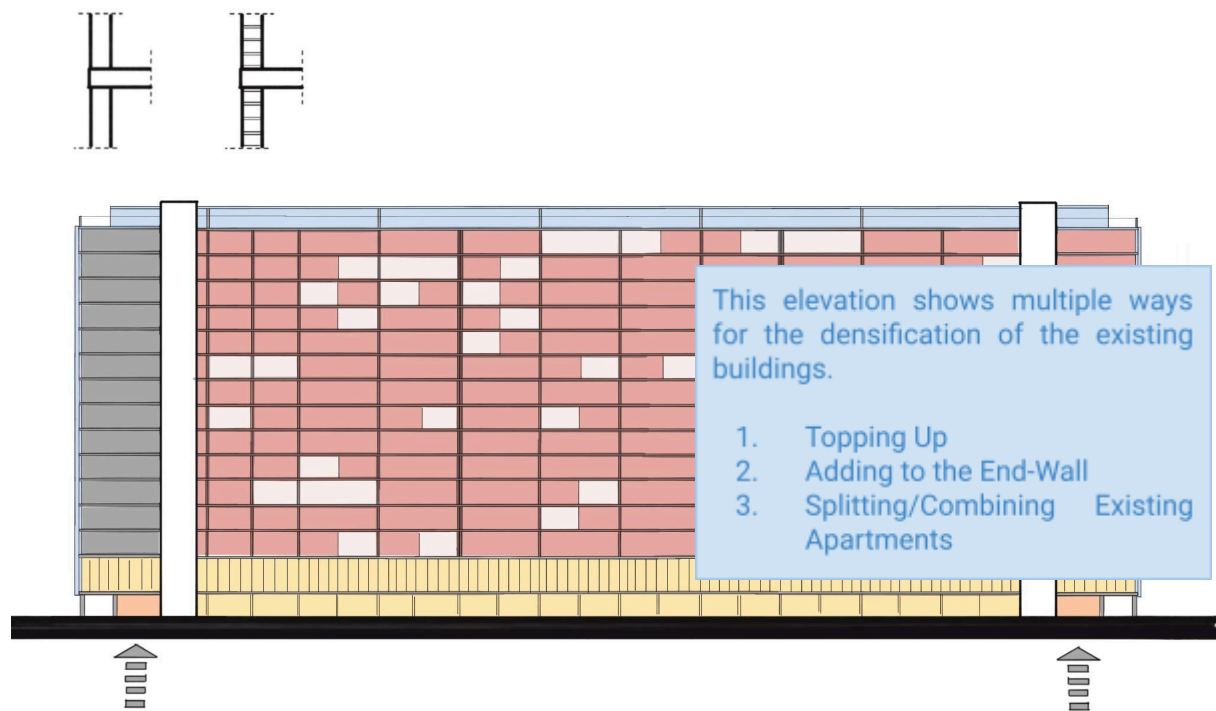 This elevation shows multiple ways
for the densification of the existing
buildings.
1. Topping Up
2. Adding to the End-Wall
3. Splitting/Combining Existing
Apartments